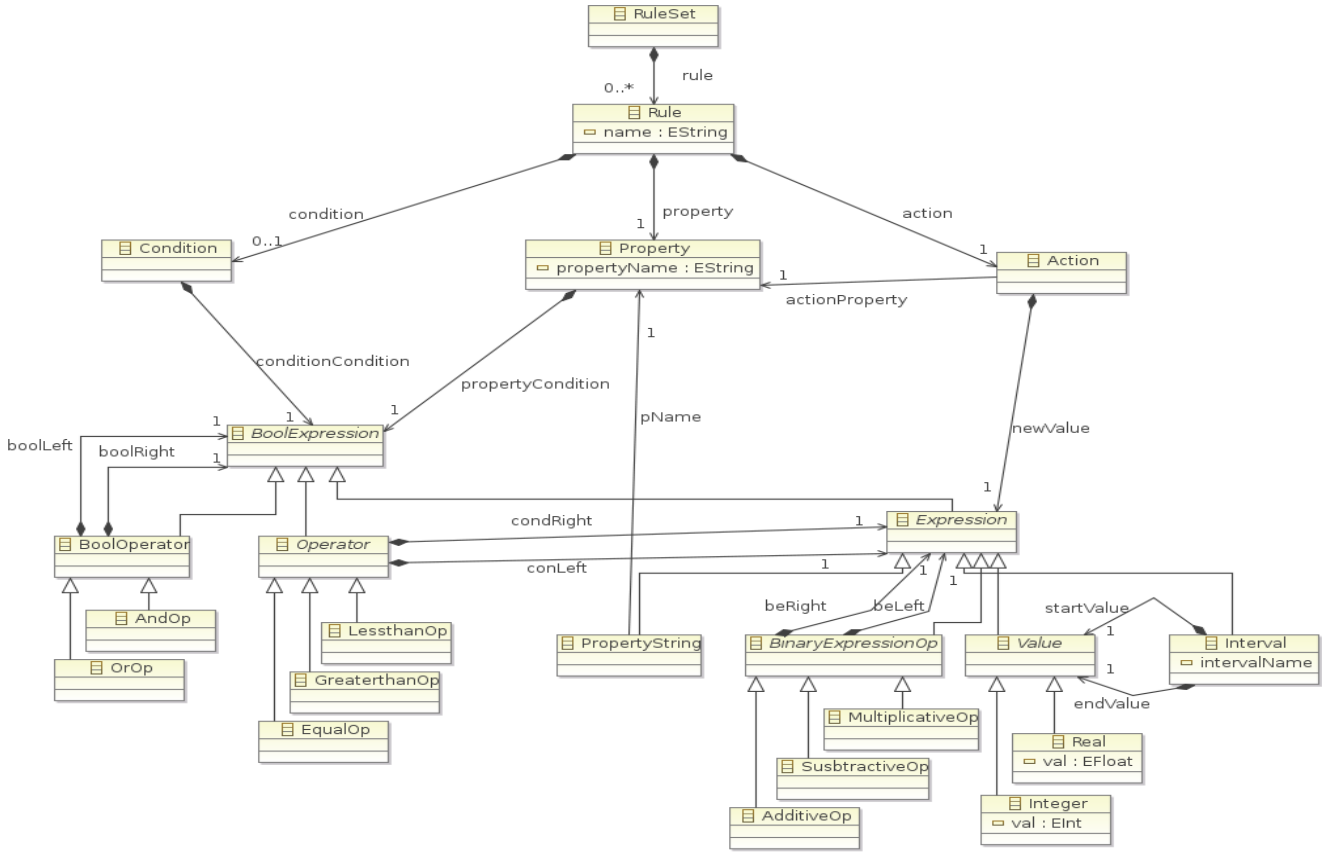 RuleSet
rule
0..*
Rule
name : EString
condition
property
action
0..1
1
1
Condition
Property
propertyName : EString
Action
1
actionProperty
1
conditionCondition
propertyCondition
pName
newValue
1
1
1
boolLeft
boolRight
1
1
BoolExpression
BoolOperator
Operator
condRight
1
conLeft
1
Expression
1
1
AndOp
OrOp
LessthanOp
GreaterthanOp
EqualOp
PropertyString
beRight
beLeft
BinaryExpressionOp
startValue
1
Value
Interval
intervalName
1
endValue
MultiplicativeOp
SusbtractiveOp
AdditiveOp
Real
val : EFloat
Integer
val : EInt